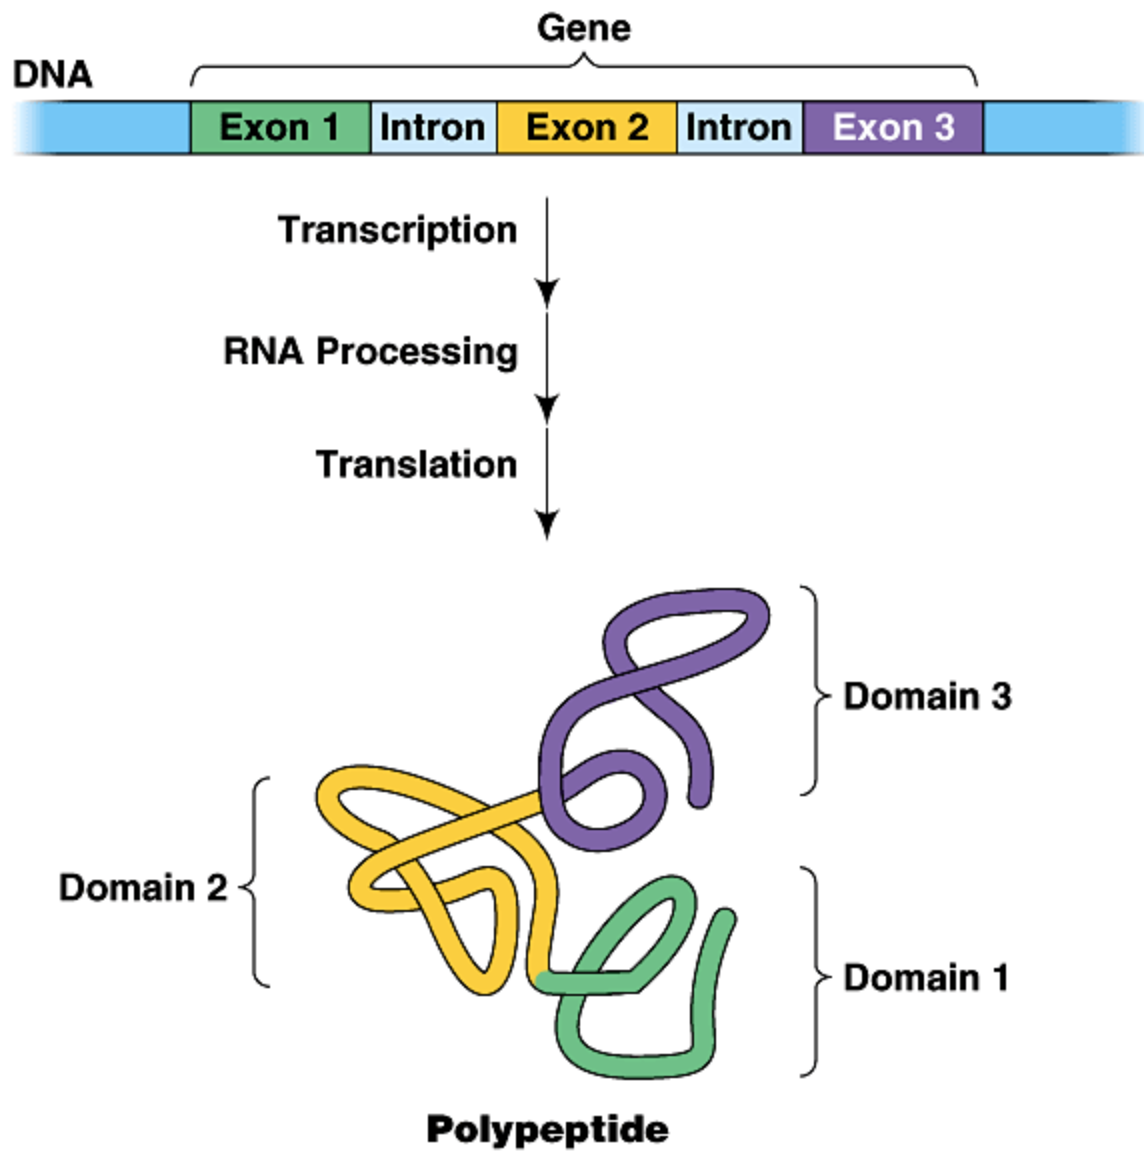 Gene
DNA
Exon 1 Intron Exon 2 Intron Exon 3
Transcription
RNA Processing
Translation
Domain 3
Domain 2
Domain 1
Polypeptide